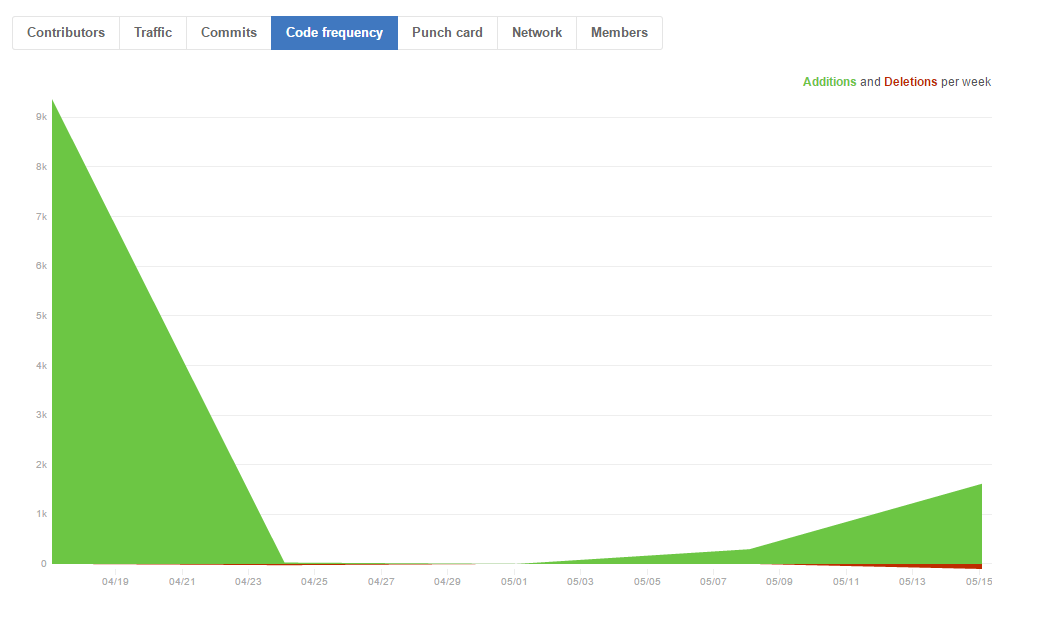 Contributors Traffic Commits Code frequency Punch card Network Members
Additions and Deletions per week
9k
8k
7k
6k
5k
4k
3k
2k
1k
0
04/19 04/21 04/23 04/25 04/27 04/29 05/01 05/03 05/05 05/07 05/09 05/11 05/13 05/15